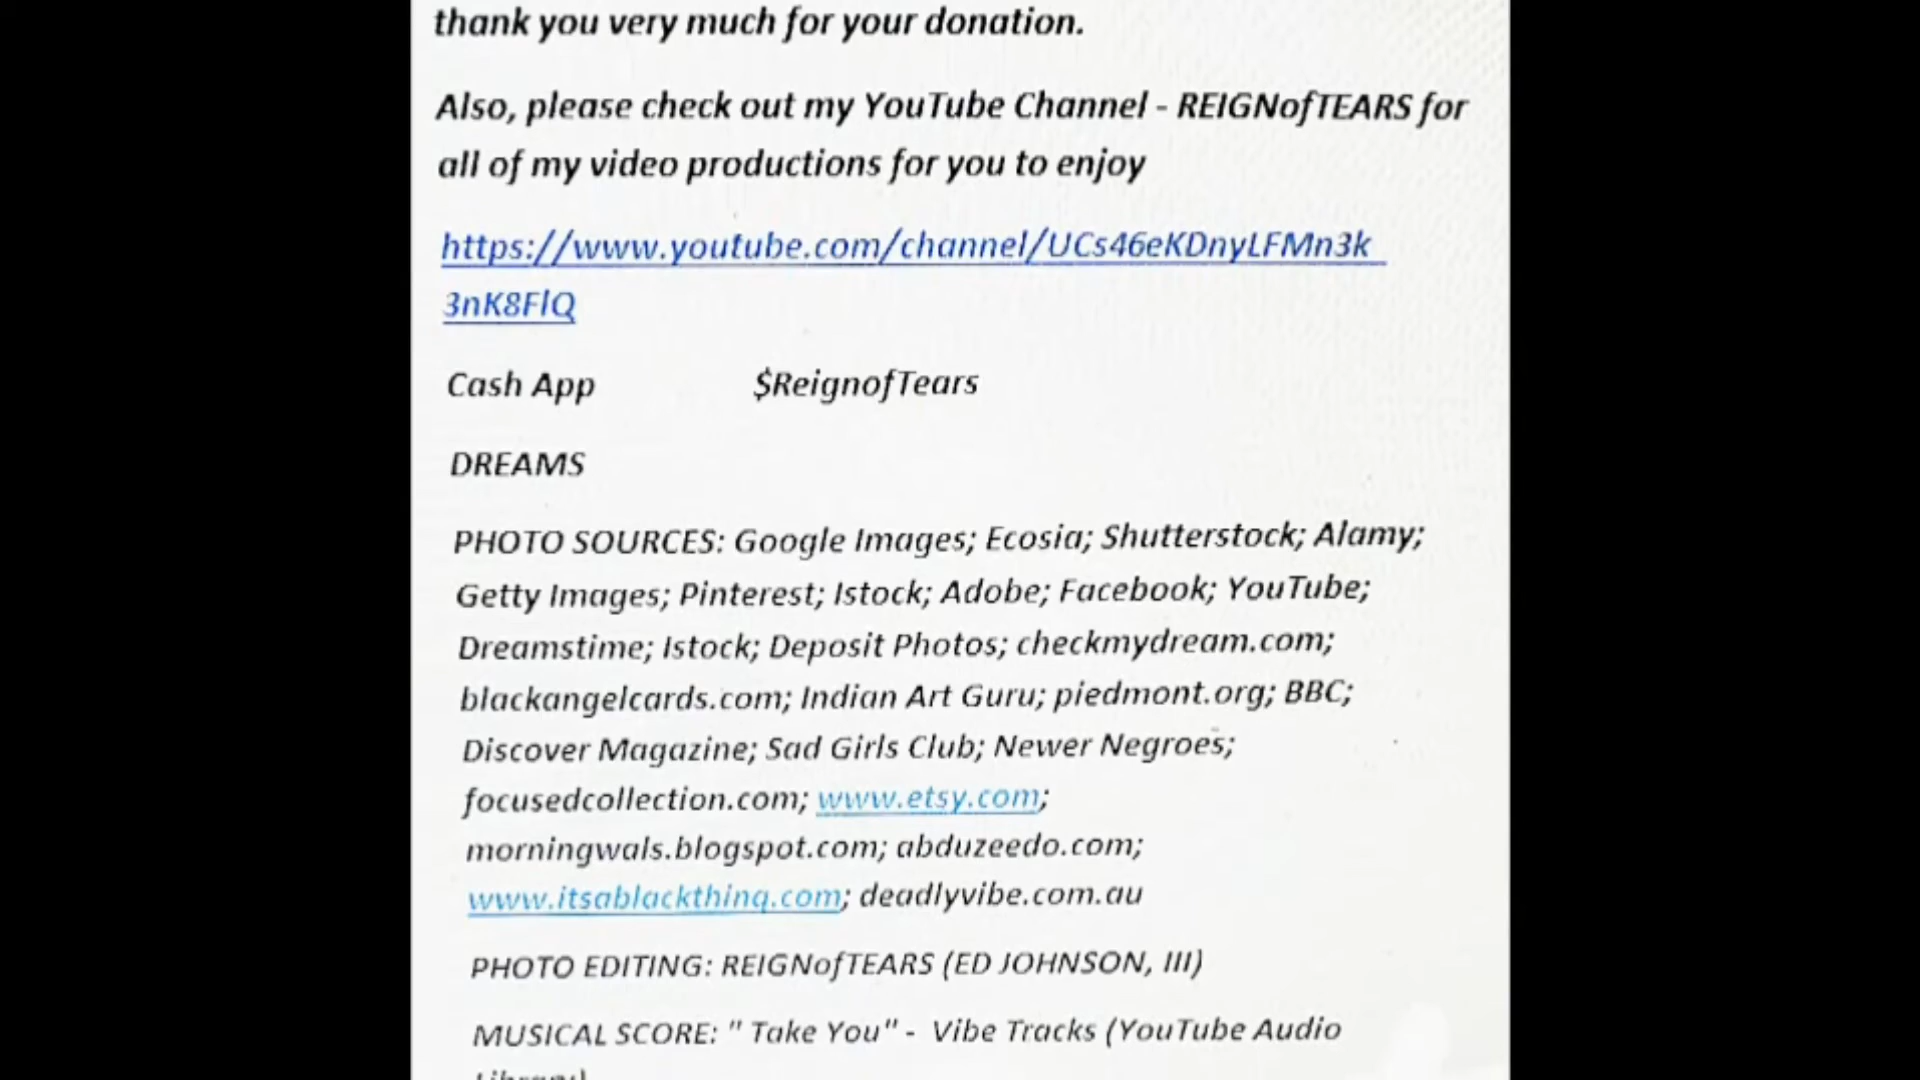 thank you very much for your donation.
Also, please check out my YouTube Channel - REIGNofTEARS for
all of my video productions for you to enjoy
https://www.youtube.com/channel/UCs46eKDnyLFMn3k_
3nK8FlQ
Cash App $ReignofTears
DREAMS
PHOTO SOURCES: Google Images; Ecosia; Shutterstock; Alamy;
Getty Images; Pinterest; Istock; Adobe; Facebook; YouTube;
Dreamstime; Istock; Deposit Photos; checkmydream.com;
blackangelcards.com; Indian Art Guru; piedmont.org; BBC;
Discover Magazine; Sad Girls Club; Newer Negroes;
focusedcollection.com; www.etsy.com;
morningwals.blogspot.com; abduzeedo.com;
www.itsablackthing.com; deadlyvibe.com.au
PHOTO EDITING: REIGNofTEARS (ED JOHNSON, III)
MUSICAL SCORE: " Take You" - Vibe Tracks (YouTube Audio